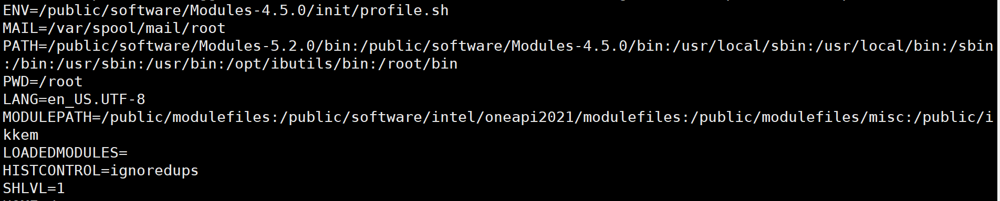 ENV=/public/software/Modules-4.5.0/init/profile.sh
MAIL=/var/spool/mail/root
PATH=/public/software/Modules-5.2.0/bin:/public/software/Modules-4.5.0/bin:/usr/local/sbin:/usr/local/bin:/sbin
:/bin:/usr/sbin:/usr/bin:/opt/ibutils/bin:/root/bin
PWD=/root
LANG=en_US.UTF-8
MODULEPATH=/public/modulefiles:/public/software/intel/oneapi2021/modulefiles:/public/modulefiles/misc:/public/i
kkem
LOADEDMODULES=
HISTCONTROL=ignoredups
SHLVL=1